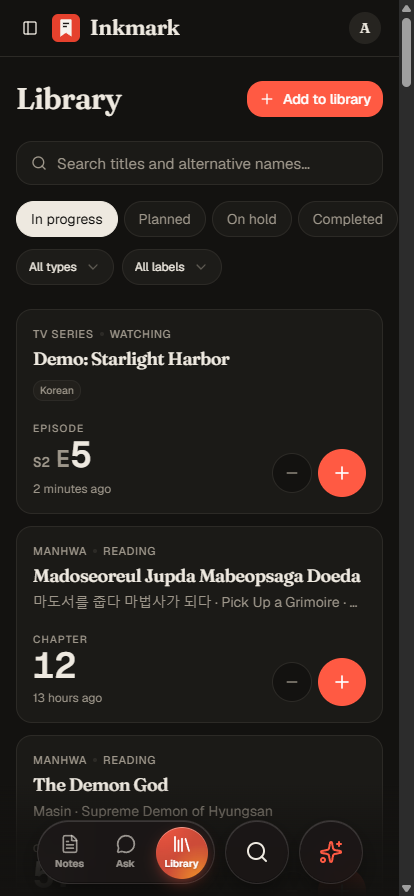 Inkmark
A
Library
Add to library
Search titles and alternative names...
In progress
Planned
On hold
Completed
All types
All labels
TV SERIES • WATCHING
Demo: Starlight Harbor
Korean
EPISODE
S2 E5
2 minutes ago
MANHWA • READING
Madoseoreul Jupda Mabeopsaga Doeda
마도서를 줍다 마법사가 되다 · Pick Up a Grimoire · ...
CHAPTER
12
13 hours ago
MANHWA • READING
The Demon God
Masin · Supreme Demon of Hyungsan
Notes
Ask
Library